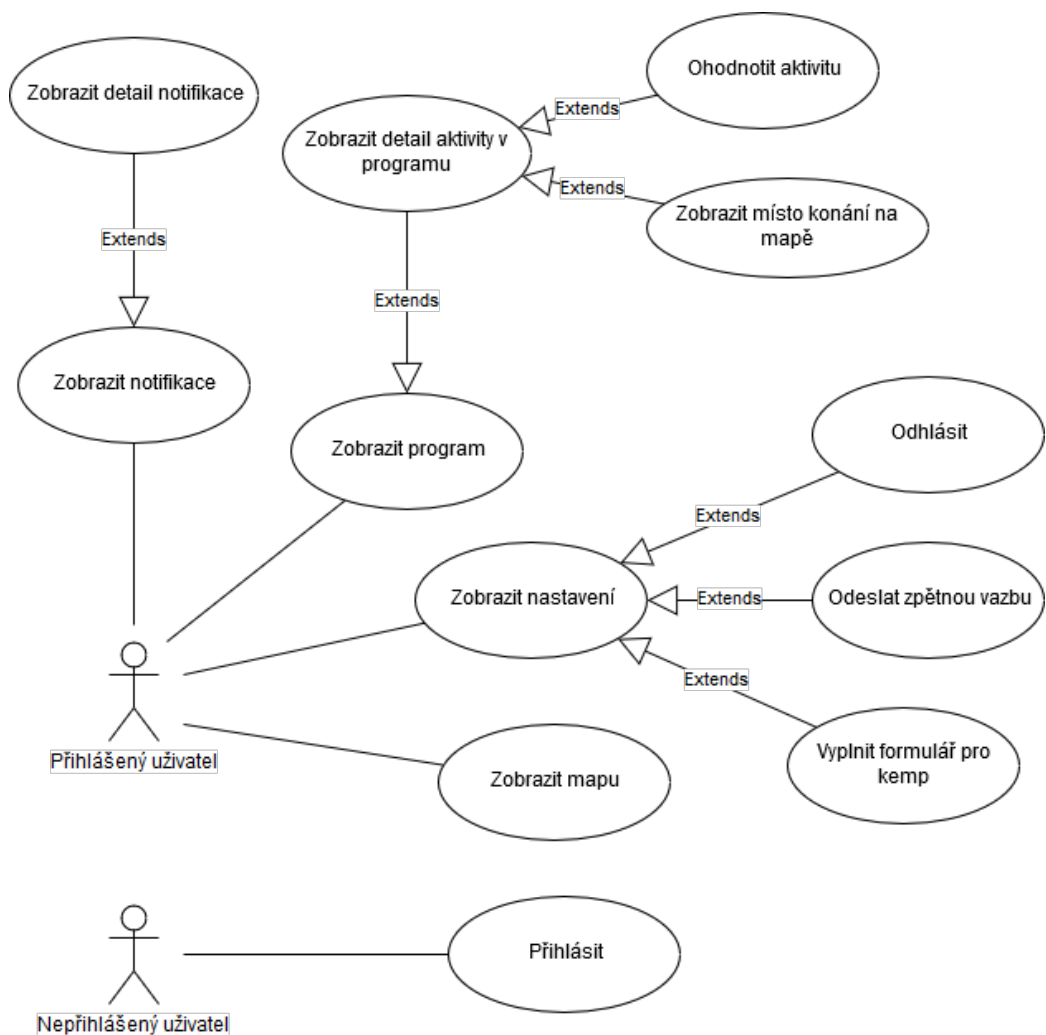 Ohodnotit aktivitu
Zobrazit detail notifikace
Extends
Zobrazit detail aktivity v
programu
Extends
Zobrazit místo konání na
mapě
Extends
Extends
Zobrazit notifikace
Zobrazit program
Odhlásit
Extends
Zobrazit nastavení
Extends
Odeslat zpětnou vazbu
Extends
Přihlášený uživatel
Zobrazit mapu
Vyplnit formulář pro
kemp
Přihlásit
Nepřihlášený uživatel